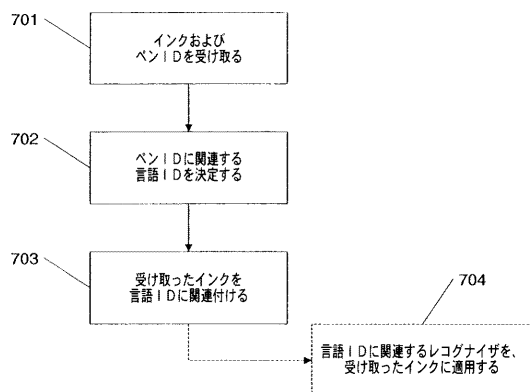 701
インクおよび
ペンIDを受け取る
702
ペンIDに関連する
言語IDを決定する
703
受け取ったインクを
言語IDに関連付ける
704
言語IDに関連するレコグナイザを、
受け取ったインクに適用する